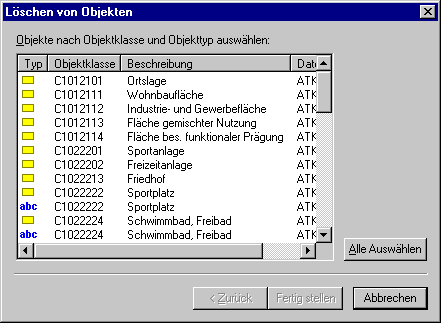 Löschen von Objekten
Objekte nach Objektklasse und Objekttyp auswählen:
Typ Objektklasse Beschreibung Date
C1012101 Ortslage ATK
C1012111 Wohnbaufläche ATK
C1012112 Industrie- und Gewerbefläche ATK
C1012113 Fläche gemischter Nutzung ATK
C1012114 Fläche bes. funktionaler Prägung ATK
C1022201 Sportanlage ATK
C1022202 Freizeitanlage ATK
C1022213 Friedhof ATK
C1022222 Sportplatz ATK
abc C1022222 Sportplatz ATK
C1022224 Schwimmbad, Freibad ATK
abc C1022224 Schwimmbad, Freibad ATK
Alle Auswählen
< Zurück Fertig stellen Abbrechen